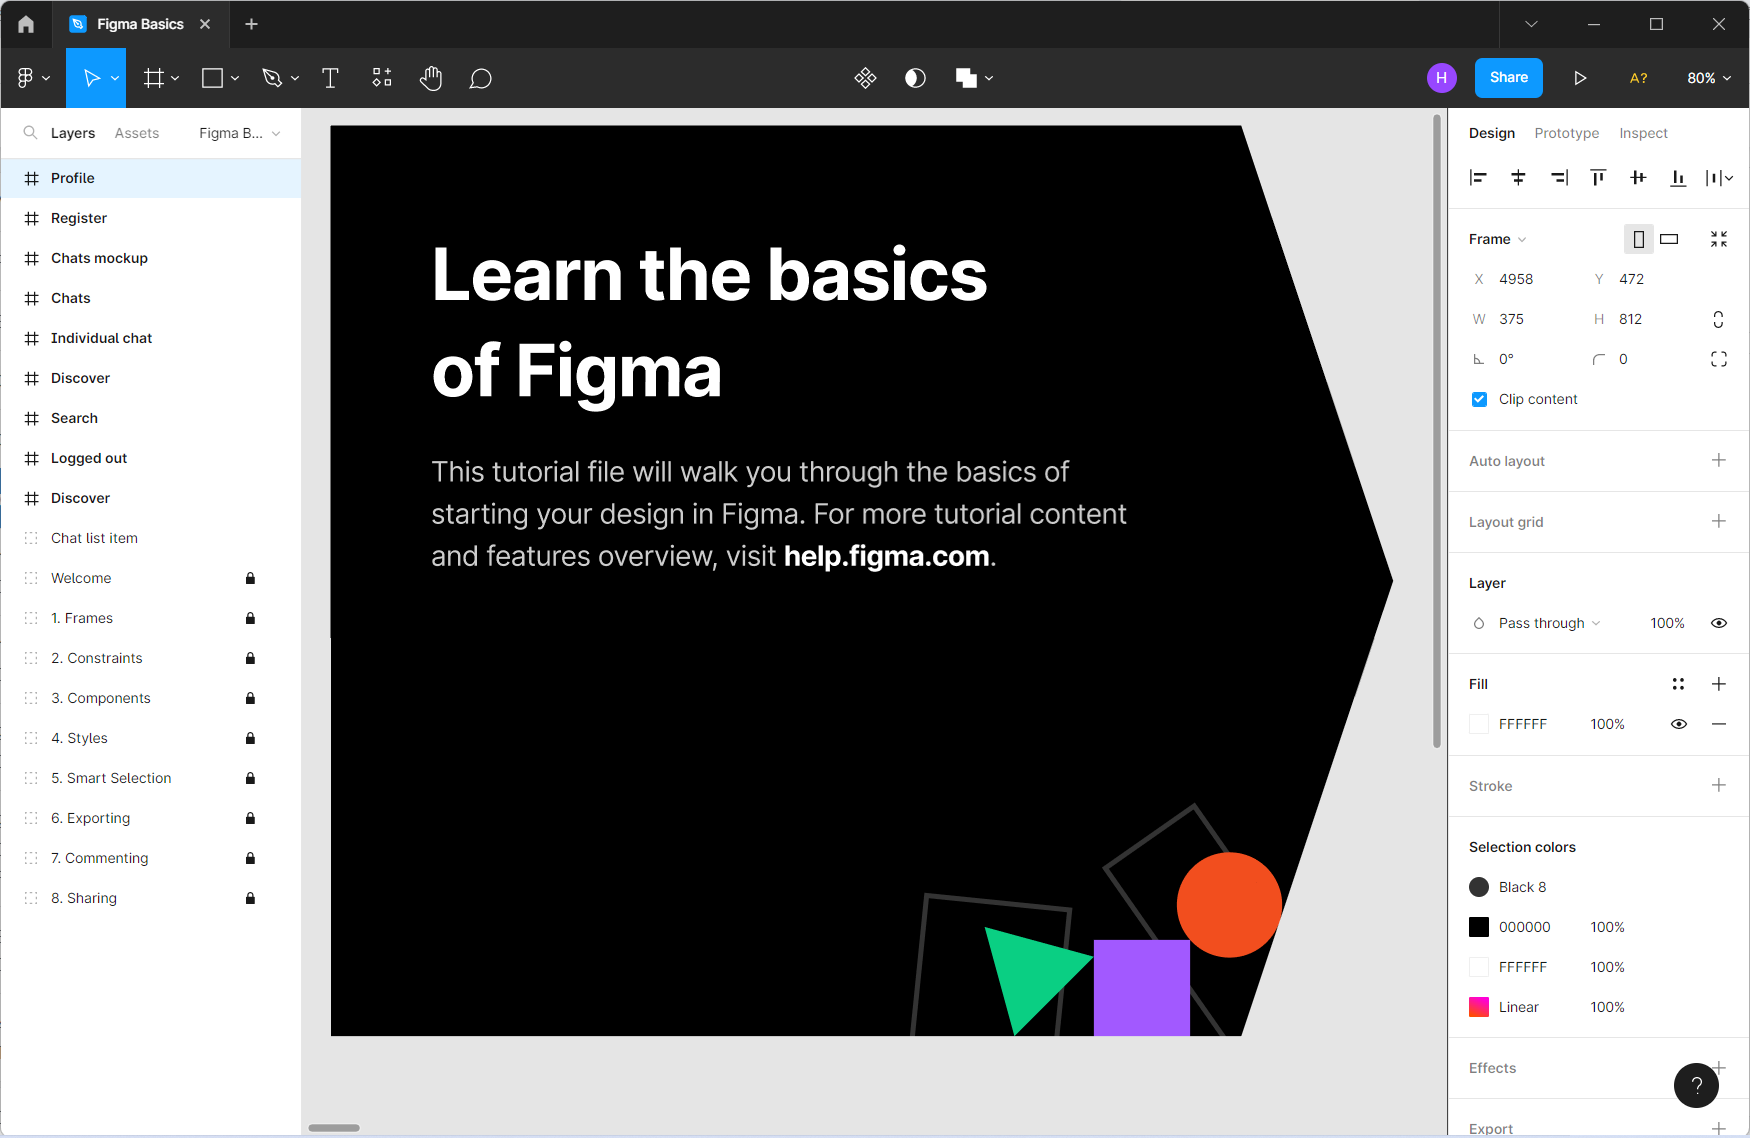 Figma Basics
H
Share
A?
80%
Layers
Assets
Figma B...
Profile
Register
Chats mockup
Chats
Individual chat
Discover
Search
Logged out
Discover
Chat list item
Welcome
1. Frames
2. Constraints
3. Components
4. Styles
5. Smart Selection
6. Exporting
7. Commenting
8. Sharing
Learn the basics
of Figma
This tutorial file will walk you through the basics of
starting your design in Figma. For more tutorial content
and features overview, visit help.figma.com.
Design
Prototype
Inspect
Frame
X 4958
Y 472
W 375
H 812
0°
0
Clip content
Auto layout
Layout grid
Layer
Pass through
100%
Fill
FFFFFF
100%
Stroke
Selection colors
Black 8
000000
100%
FFFFFF
100%
Linear
100%
Effects
?
Export